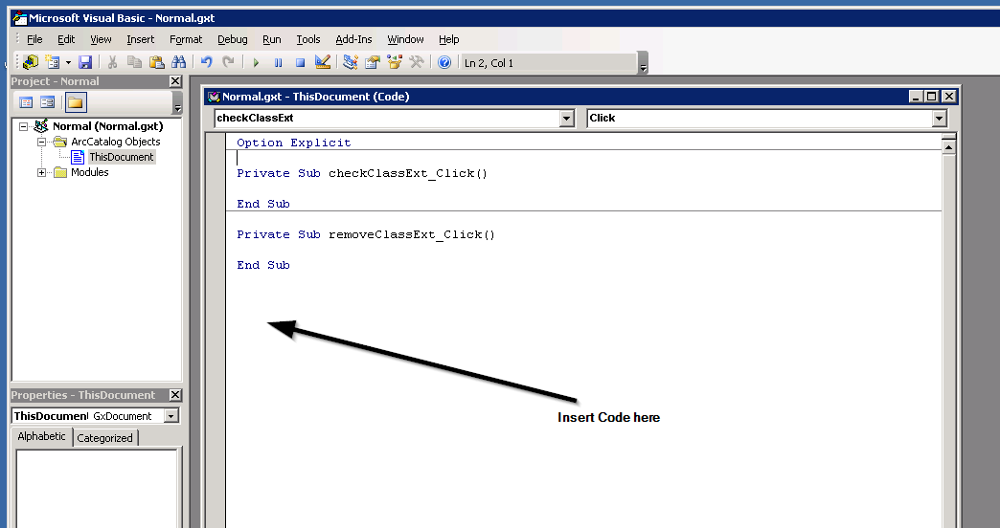 Microsoft Visual Basic - Normal.gxt
File Edit View Insert Format Debug Run Tools Add-Ins Window Help
Ln 2, Col 1
Project - Normal
Normal (Normal.gxt)
ArcCatalog Objects
ThisDocument
Modules
Properties - ThisDocument
ThisDocument GxDocument
Alphabetic Categorized
Normal.gxt - ThisDocument (Code)
checkClassExt Click
Option Explicit
Private Sub checkClassExt_Click()
End Sub
Private Sub removeClassExt_Click()
End Sub
Insert Code here